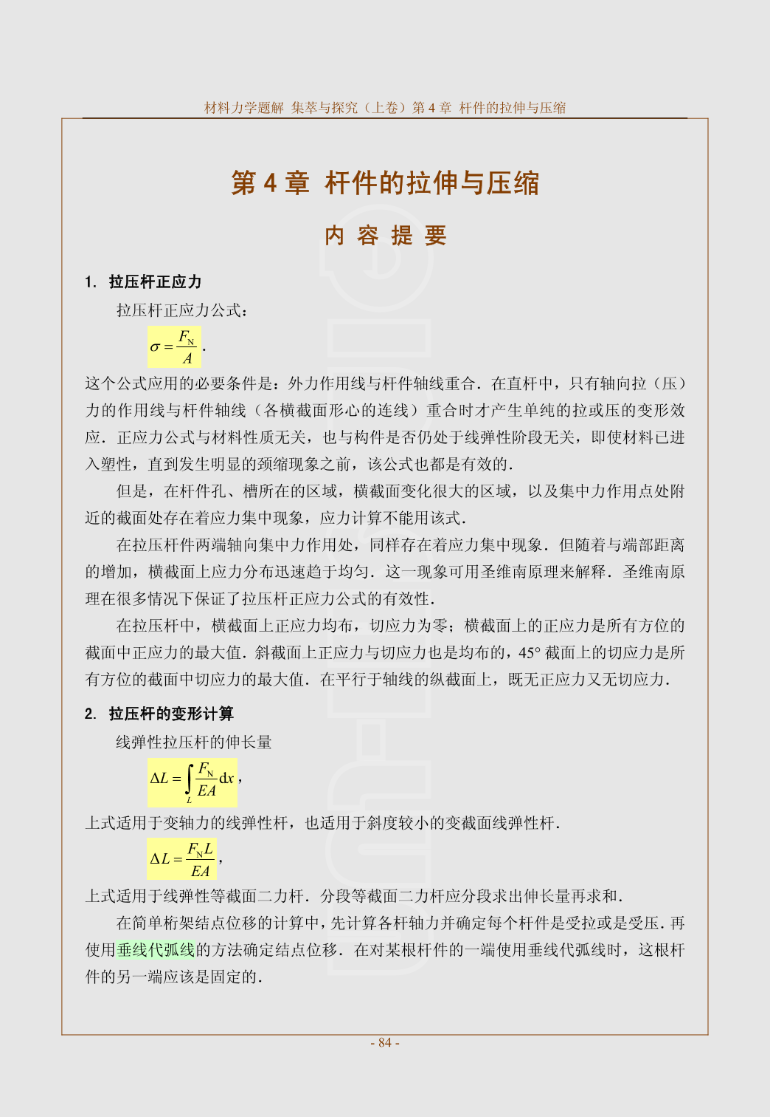 材料力学题解 集萃与探究（上卷）第 4 章 杆件的拉伸与压缩
第 4 章 杆件的拉伸与压缩
内 容 提 要
1. 拉压杆正应力
拉压杆正应力公式：
σ = F_N / A .
这个公式应用的必要条件是：外力作用线与杆件轴线重合．在直杆中，只有轴向拉（压）
力的作用线与杆件轴线（各横截面形心的连线）重合时才产生单纯的拉或压的变形效
应．正应力公式与材料性质无关，也与构件是否仍处于线弹性阶段无关，即使材料已进
入塑性，直到发生明显的颈缩现象之前，该公式也都是有效的．
但是，在杆件孔、槽所在的区域，横截面变化很大的区域，以及集中力作用点处附
近的截面处存在着应力集中现象，应力计算不能用该式．
在拉压杆件两端轴向集中力作用处，同样存在着应力集中现象．但随着与端部距离
的增加，横截面上应力分布迅速趋于均匀．这一现象可用圣维南原理来解释．圣维南原
理在很多情况下保证了拉压杆正应力公式的有效性．
在拉压杆中，横截面上正应力均布，切应力为零；横截面上的正应力是所有方位的
截面中正应力的最大值．斜截面上正应力与切应力也是均布的，45° 截面上的切应力是所
有方位的截面中切应力的最大值．在平行于轴线的纵截面上，既无正应力又无切应力．
2. 拉压杆的变形计算
线弹性拉压杆的伸长量
ΔL = ∫_L F_N / EA dx ，
上式适用于变轴力的线弹性杆，也适用于斜度较小的变截面线弹性杆．
ΔL = F_N L / EA ，
上式适用于线弹性等截面二力杆．分段等截面二力杆应分段求出伸长量再求和．
在简单桁架结点位移的计算中，先计算各杆轴力并确定每个杆件是受拉或是受压．再
使用垂线代弧线的方法确定结点位移．在对某根杆件的一端使用垂线代弧线时，这根杆
件的另一端应该是固定的．
- 84 -